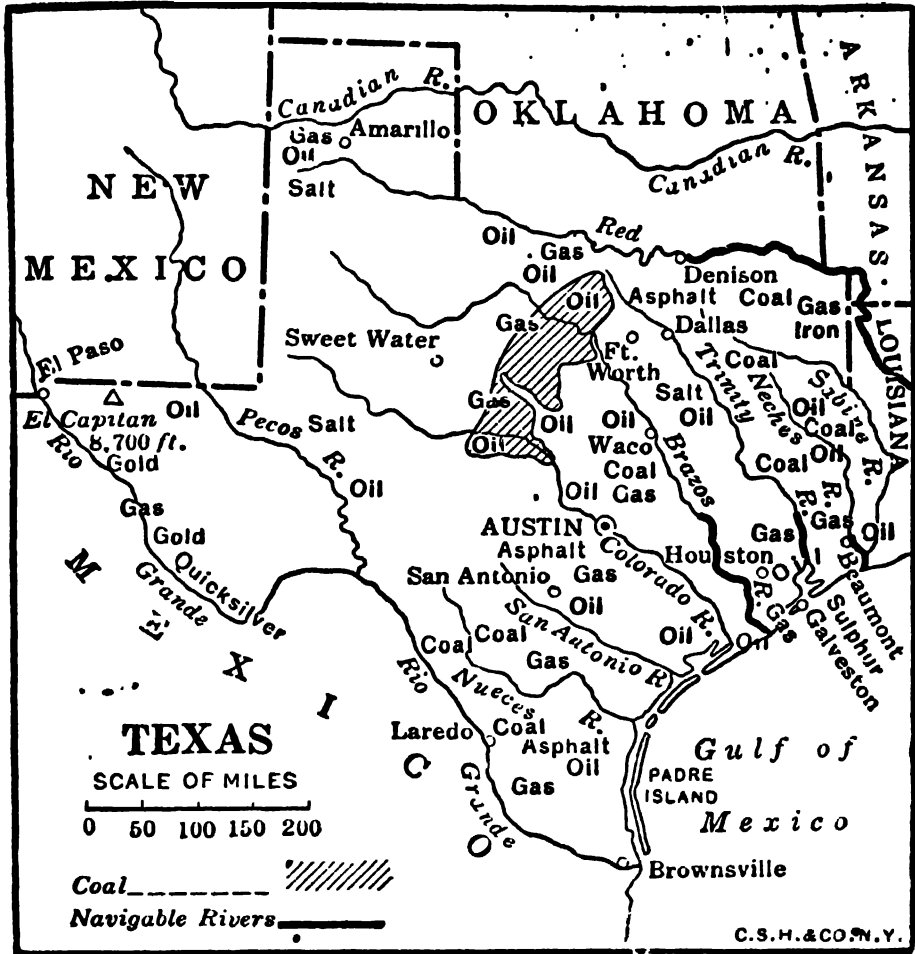 ARKANSAS.
Canadian R.
OKLAHOMA
Gas
Amarillo
Oil
Canadian R.
Salt
NEW
MEXICO
Red
Oil
Gas
Oil
Denison
Asphalt
Coal
Gas
Iron
Oil
Gas
LOUISIANA
Sweet Water
Dallas
El Paso
Ft.
Worth
Coal
Trinity R.
Neches R.
Sabine R.
El Capitan
8,700 ft.
Oil
Pecos R.
Salt
Gas
Oil
Salt
Oil
Oil
Oil
Coal
Oil
Oil
Waco
Brazos R.
Rio Grande
Gold
Coal
Gas
Coal
Oil
Oil
Gas
Gold
AUSTIN
Asphalt
Colorado R.
Houston
Gas
Gas
Oil
Oil
Beaumont
Quicksilver
San Antonio
Gas
Oil
Sulphur
Galveston
Gas
Oil
Oil
San Antonio R.
MEXICO
Coal
Coal
Gas
Rio Grande
Nueces R.
Laredo
Coal
Asphalt
Oil
Gas
Gulf of
Mexico
PADRE
ISLAND
Brownsville
TEXAS
SCALE OF MILES
0 50 100 150 200
Coal
Navigable Rivers
C.S.H.&CO.N.Y.